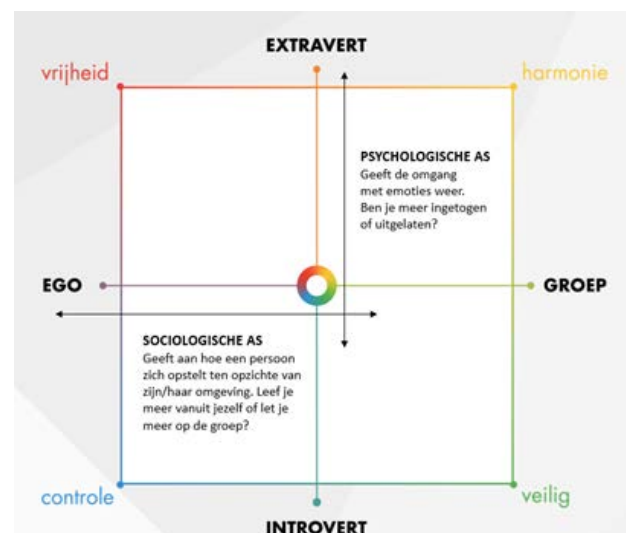 EXTRAVERT
vrijheid
harmonie
PSYCHOLOGISCHE AS
Geeft de omgang
met emoties weer.
Ben je meer ingetogen
of uitgelaten?
EGO
GROEP
SOCIOLOGISCHE AS
Geeft aan hoe een persoon
zich opstelt ten opzichte van
zijn/haar omgeving. Leef je
meer vanuit jezelf of let je
meer op de groep?
controle
veilig
INTROVERT